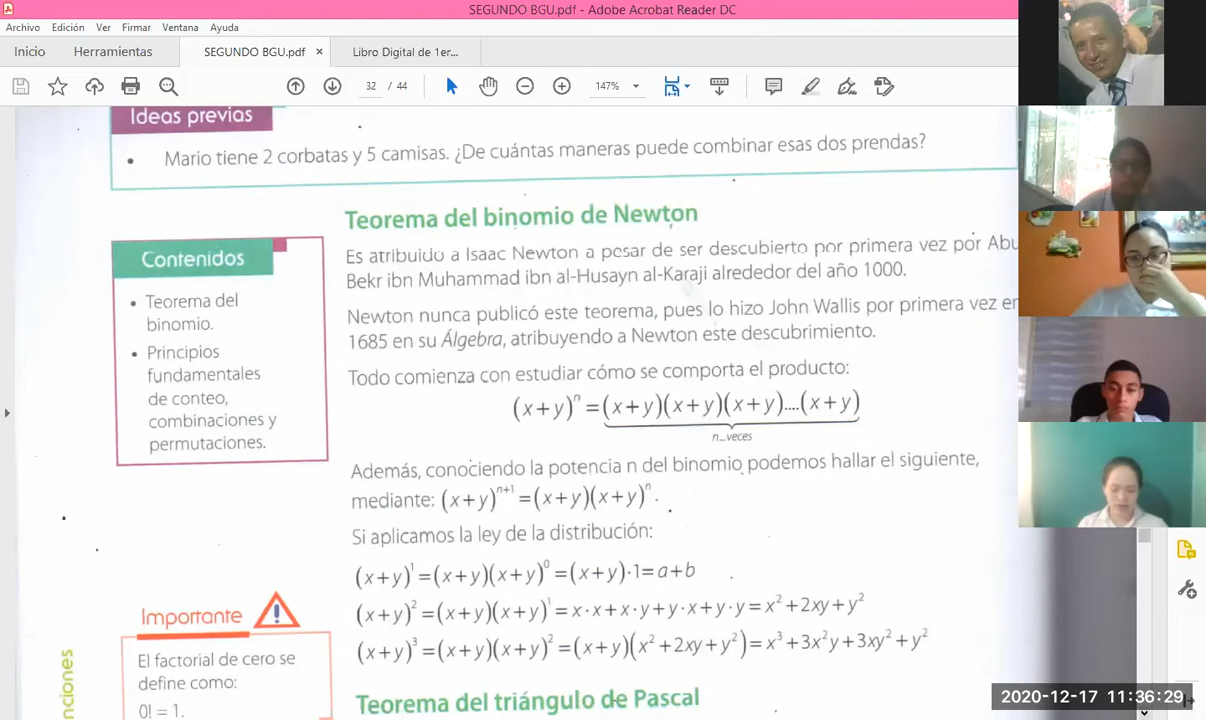 SEGUNDO BGU.pdf - Adobe Acrobat Reader DC
Archivo Edición Ver Firmar Ventana Ayuda
Inicio Herramientas SEGUNDO BGU.pdf × Libro Digital de 1er...
32 / 44 147%
Ideas previas
• Mario tiene 2 corbatas y 5 camisas. ¿De cuántas maneras puede combinar esas dos prendas?
Teorema del binomio de Newton
Es atribuido a Isaac Newton a pesar de ser descubierto por primera vez por Abu
Bekr ibn Muhammad ibn al-Husayn al-Karaji alrededor del año 1000.
Newton nunca publicó este teorema, pues lo hizo John Wallis por primera vez en
1685 en su Álgebra, atribuyendo a Newton este descubrimiento.
Todo comienza con estudiar cómo se comporta el producto:
(x+y)^n = (x+y)(x+y)(x+y)....(x+y)
n_veces
Además, conociendo la potencia n del binomio podemos hallar el siguiente,
mediante: (x+y)^{n+1} = (x+y)(x+y)^n.
Si aplicamos la ley de la distribución:
(x+y)^1 = (x+y)(x+y)^0 = (x+y)·1 = a+b
(x+y)^2 = (x+y)(x+y)^1 = x·x+x·y+y·x+y·y = x^2+2xy+y^2
(x+y)^3 = (x+y)(x+y)^2 = (x+y)(x^2+2xy+y^2) = x^3+3x^2y+3xy^2+y^3
Teorema del triángulo de Pascal
Contenidos
• Teorema del
binomio.
• Principios
fundamentales
de conteo,
combinaciones y
permutaciones.
Importante
El factorial de cero se
define como:
0! = 1.
nciones
2020-12-17 11:36:29